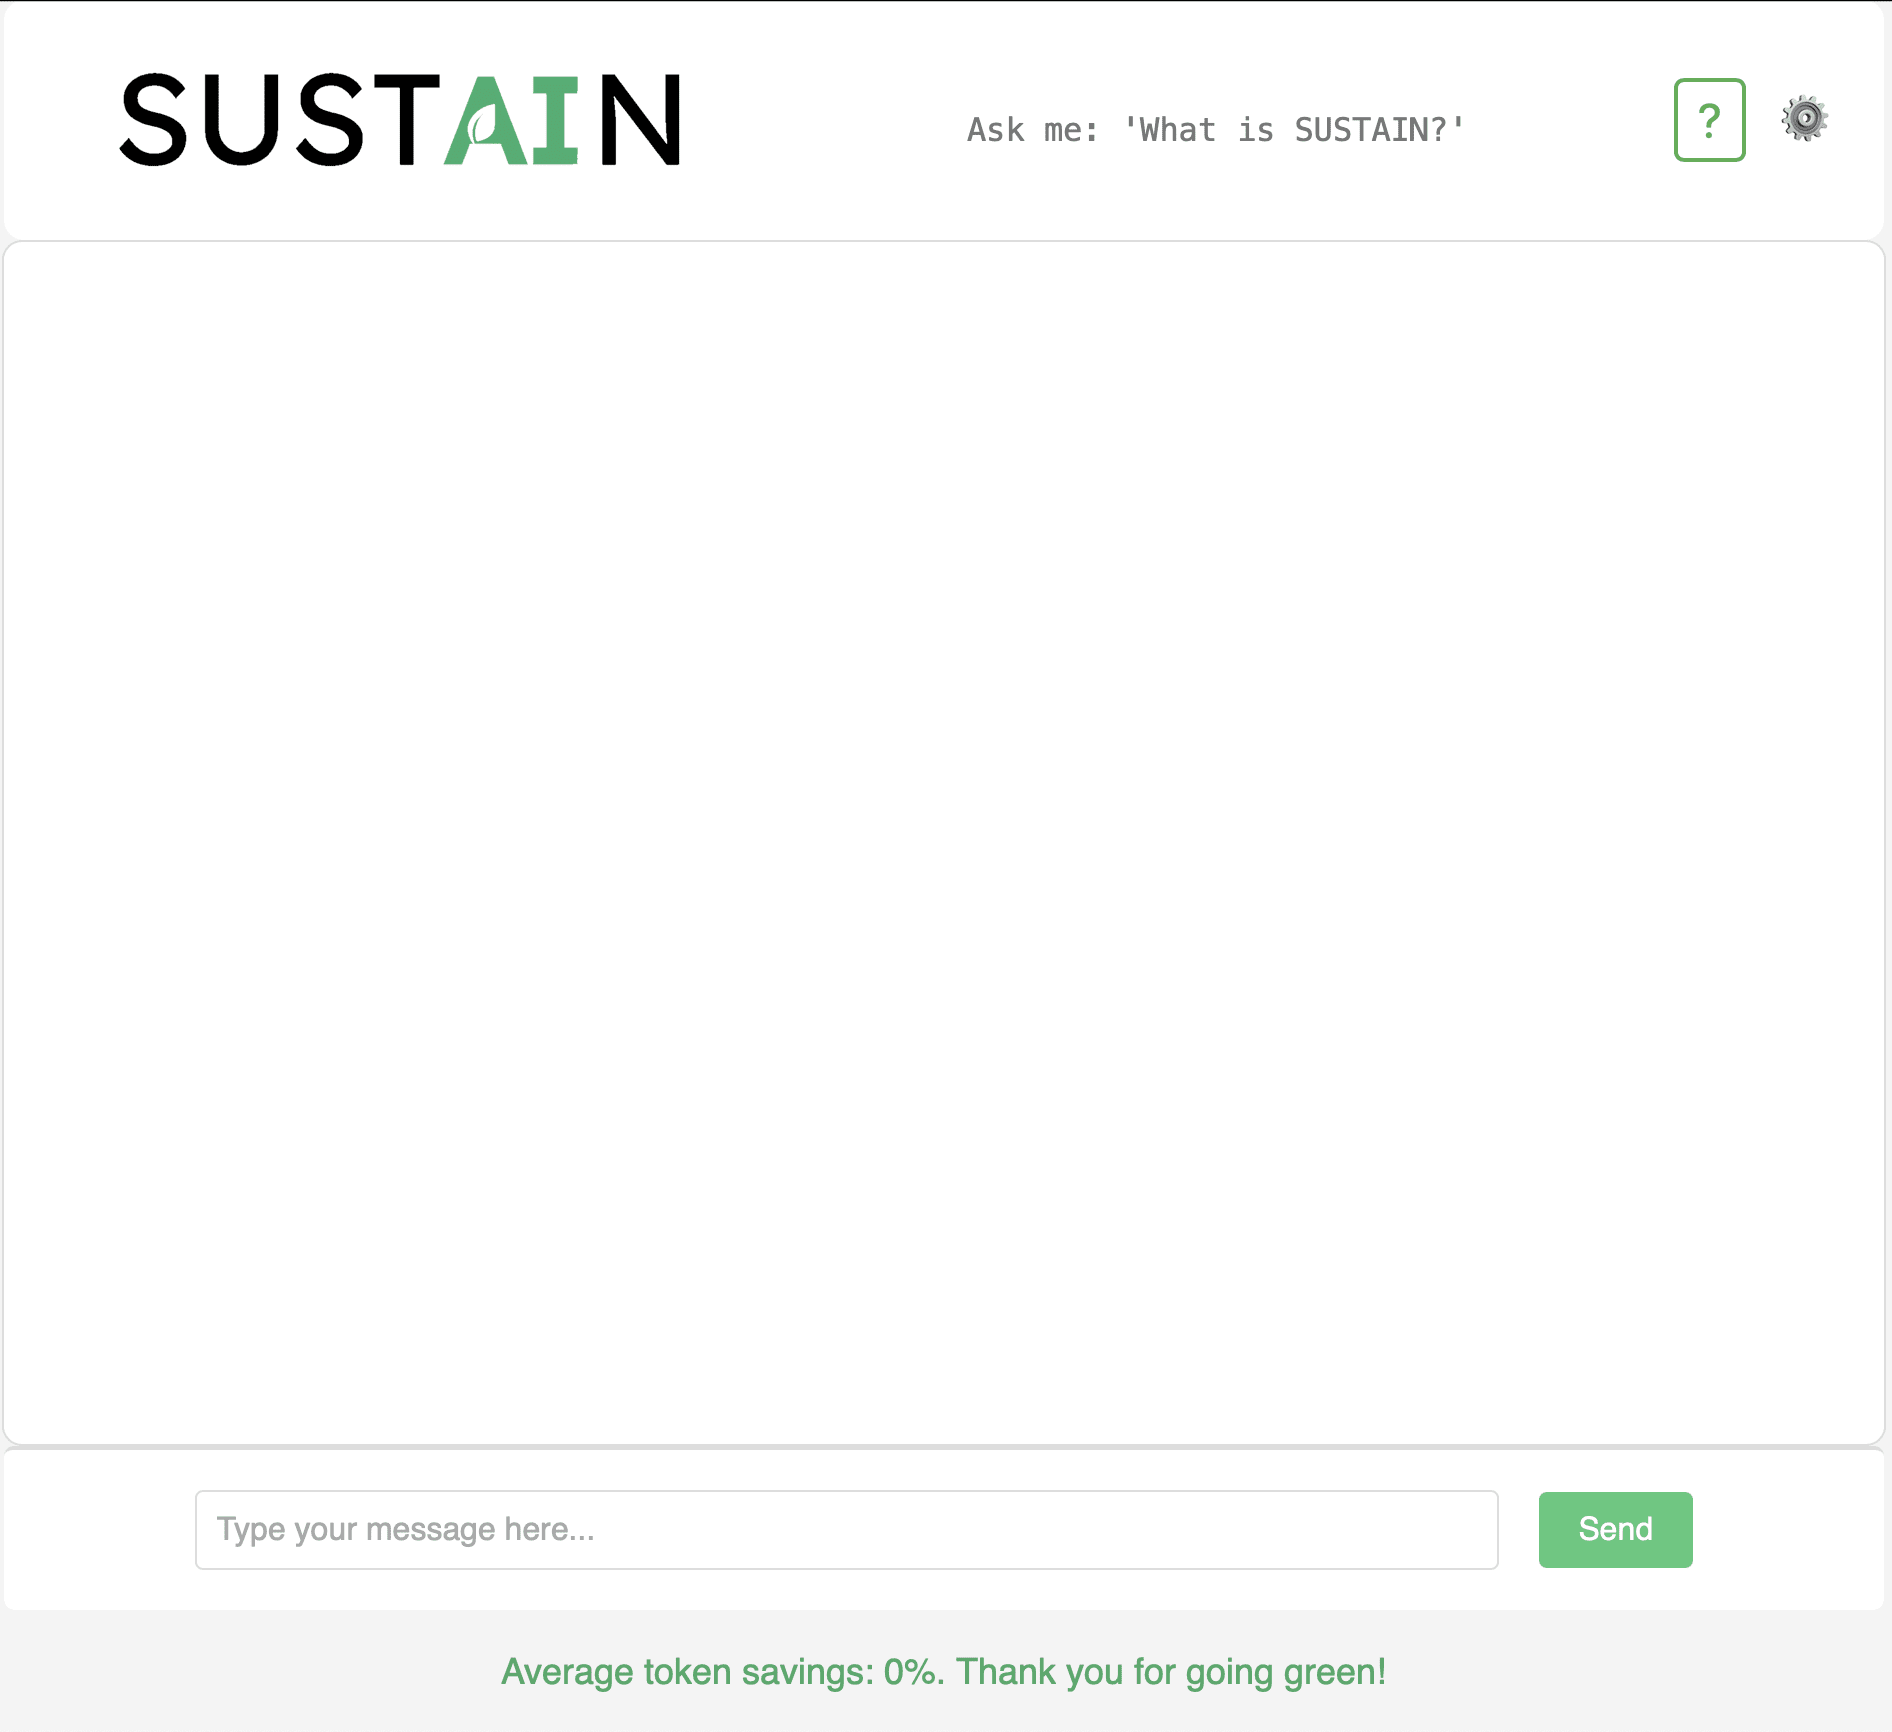 SUSTAIN
Ask me: 'What is SUSTAIN?'
?
Type your message here...
Send
Average token savings: 0%. Thank you for going green!